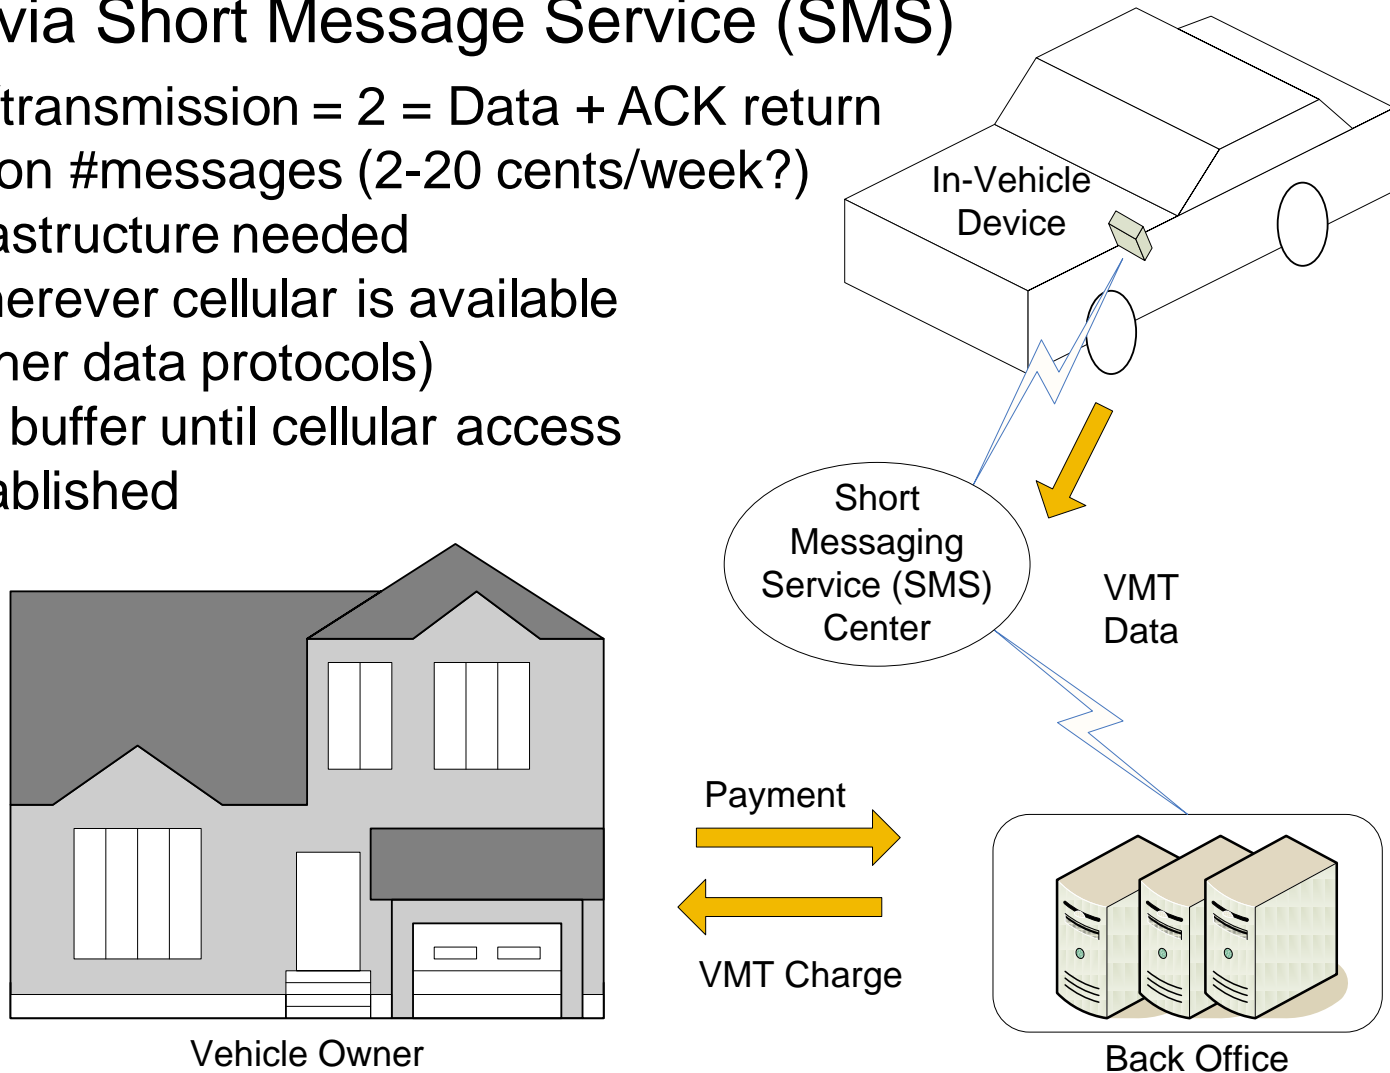 via Short Message Service (SMS)
transmission = 2 = Data + ACK return
on #messages (2-20 cents/week?)
astructure needed
erever cellular is available
ner data protocols)
buffer until cellular access
ablished
In-Vehicle
Device
Short
Messaging
Service (SMS)
Center
VMT
Data
Payment
VMT Charge
Vehicle Owner
Back Office